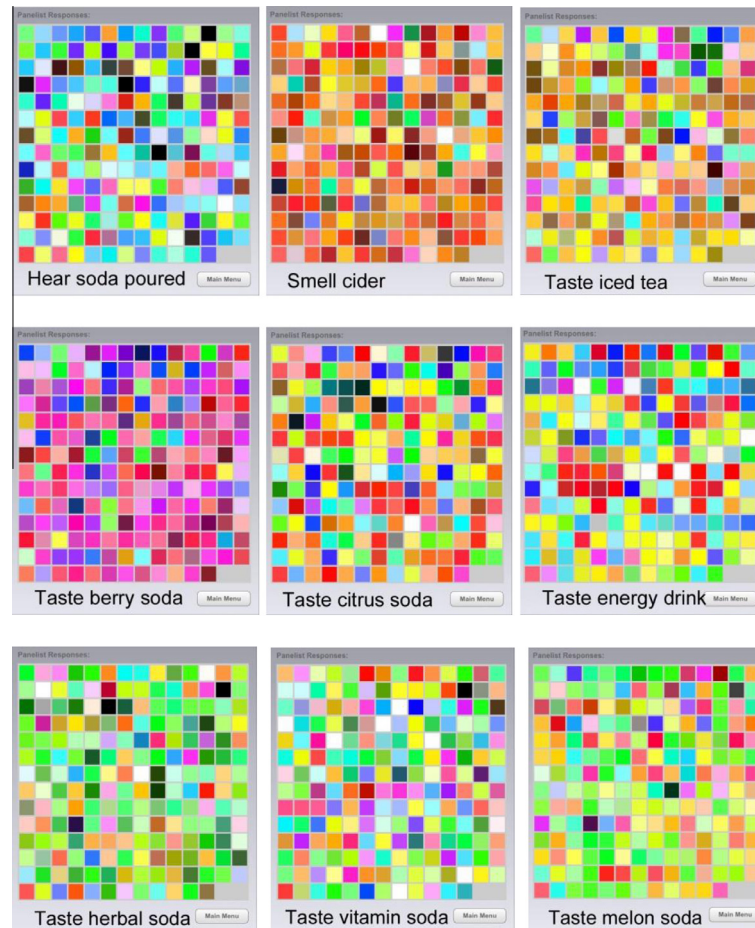 Panelist Responses:
Panelist Responses:
Panelist Responses:
Hear soda poured
Main Menu
Smell cider
Main Menu
Taste iced tea
Main Menu
Panelist Responses:
Panelist Responses:
Panelist Responses:
Taste berry soda
Main Menu
Taste citrus soda
Main Menu
Taste energy drink
Main Menu
Panelist Responses:
Panelist Responses:
Panelist Responses:
Taste herbal soda
Main Menu
Taste vitamin soda
Main Menu
Taste melon soda
Main Menu